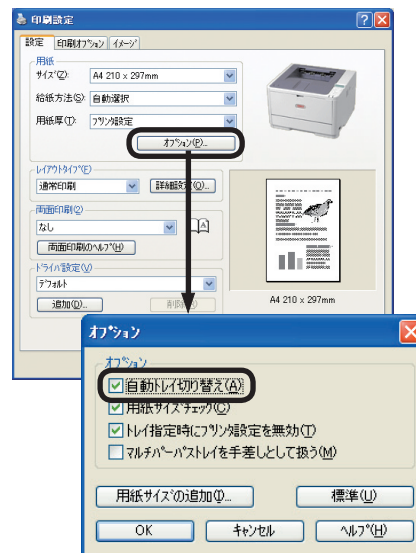 印刷設定
設定 印刷オプション イメージ
用紙
サイズ(Z): A4 210 x 297mm
給紙方法(S): 自動選択
用紙厚(T): プリンタ設定
オプション(P)...
レイアウトタイプ(F)
通常印刷 詳細設定(O)...
両面印刷(2)
なし
両面印刷のヘルプ(H)
ドライバ設定(V)
デフォルト
追加(D)...
A4 210 x 297mm
オプション
オプション
自動トレイ切り替え(A)
用紙サイズチェック(C)
トレイ指定時にプリンタ設定を無効(T)
マルチパーパストレイを手差しとして扱う(M)
用紙サイズの追加(D)... 標準(U)
OK キャンセル ヘルプ(H)